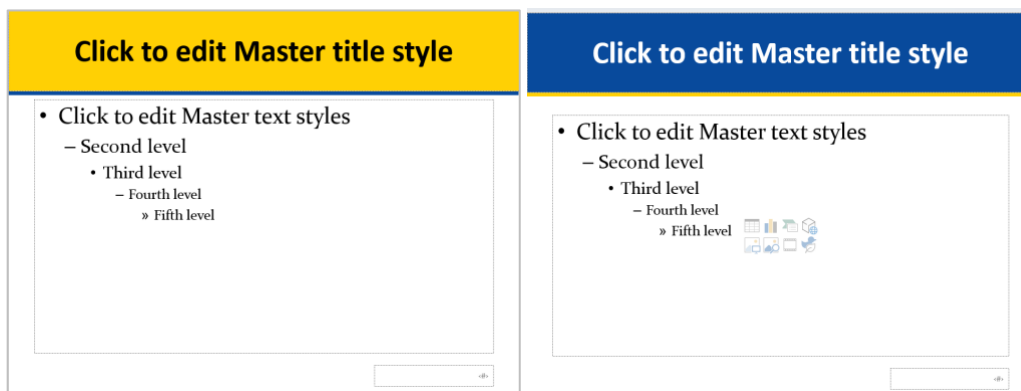 Click to edit Master title style
• Click to edit Master text styles
– Second level
• Third level
– Fourth level
» Fifth level
‹#›
Click to edit Master title style
• Click to edit Master text styles
– Second level
• Third level
– Fourth level
» Fifth level
‹#›